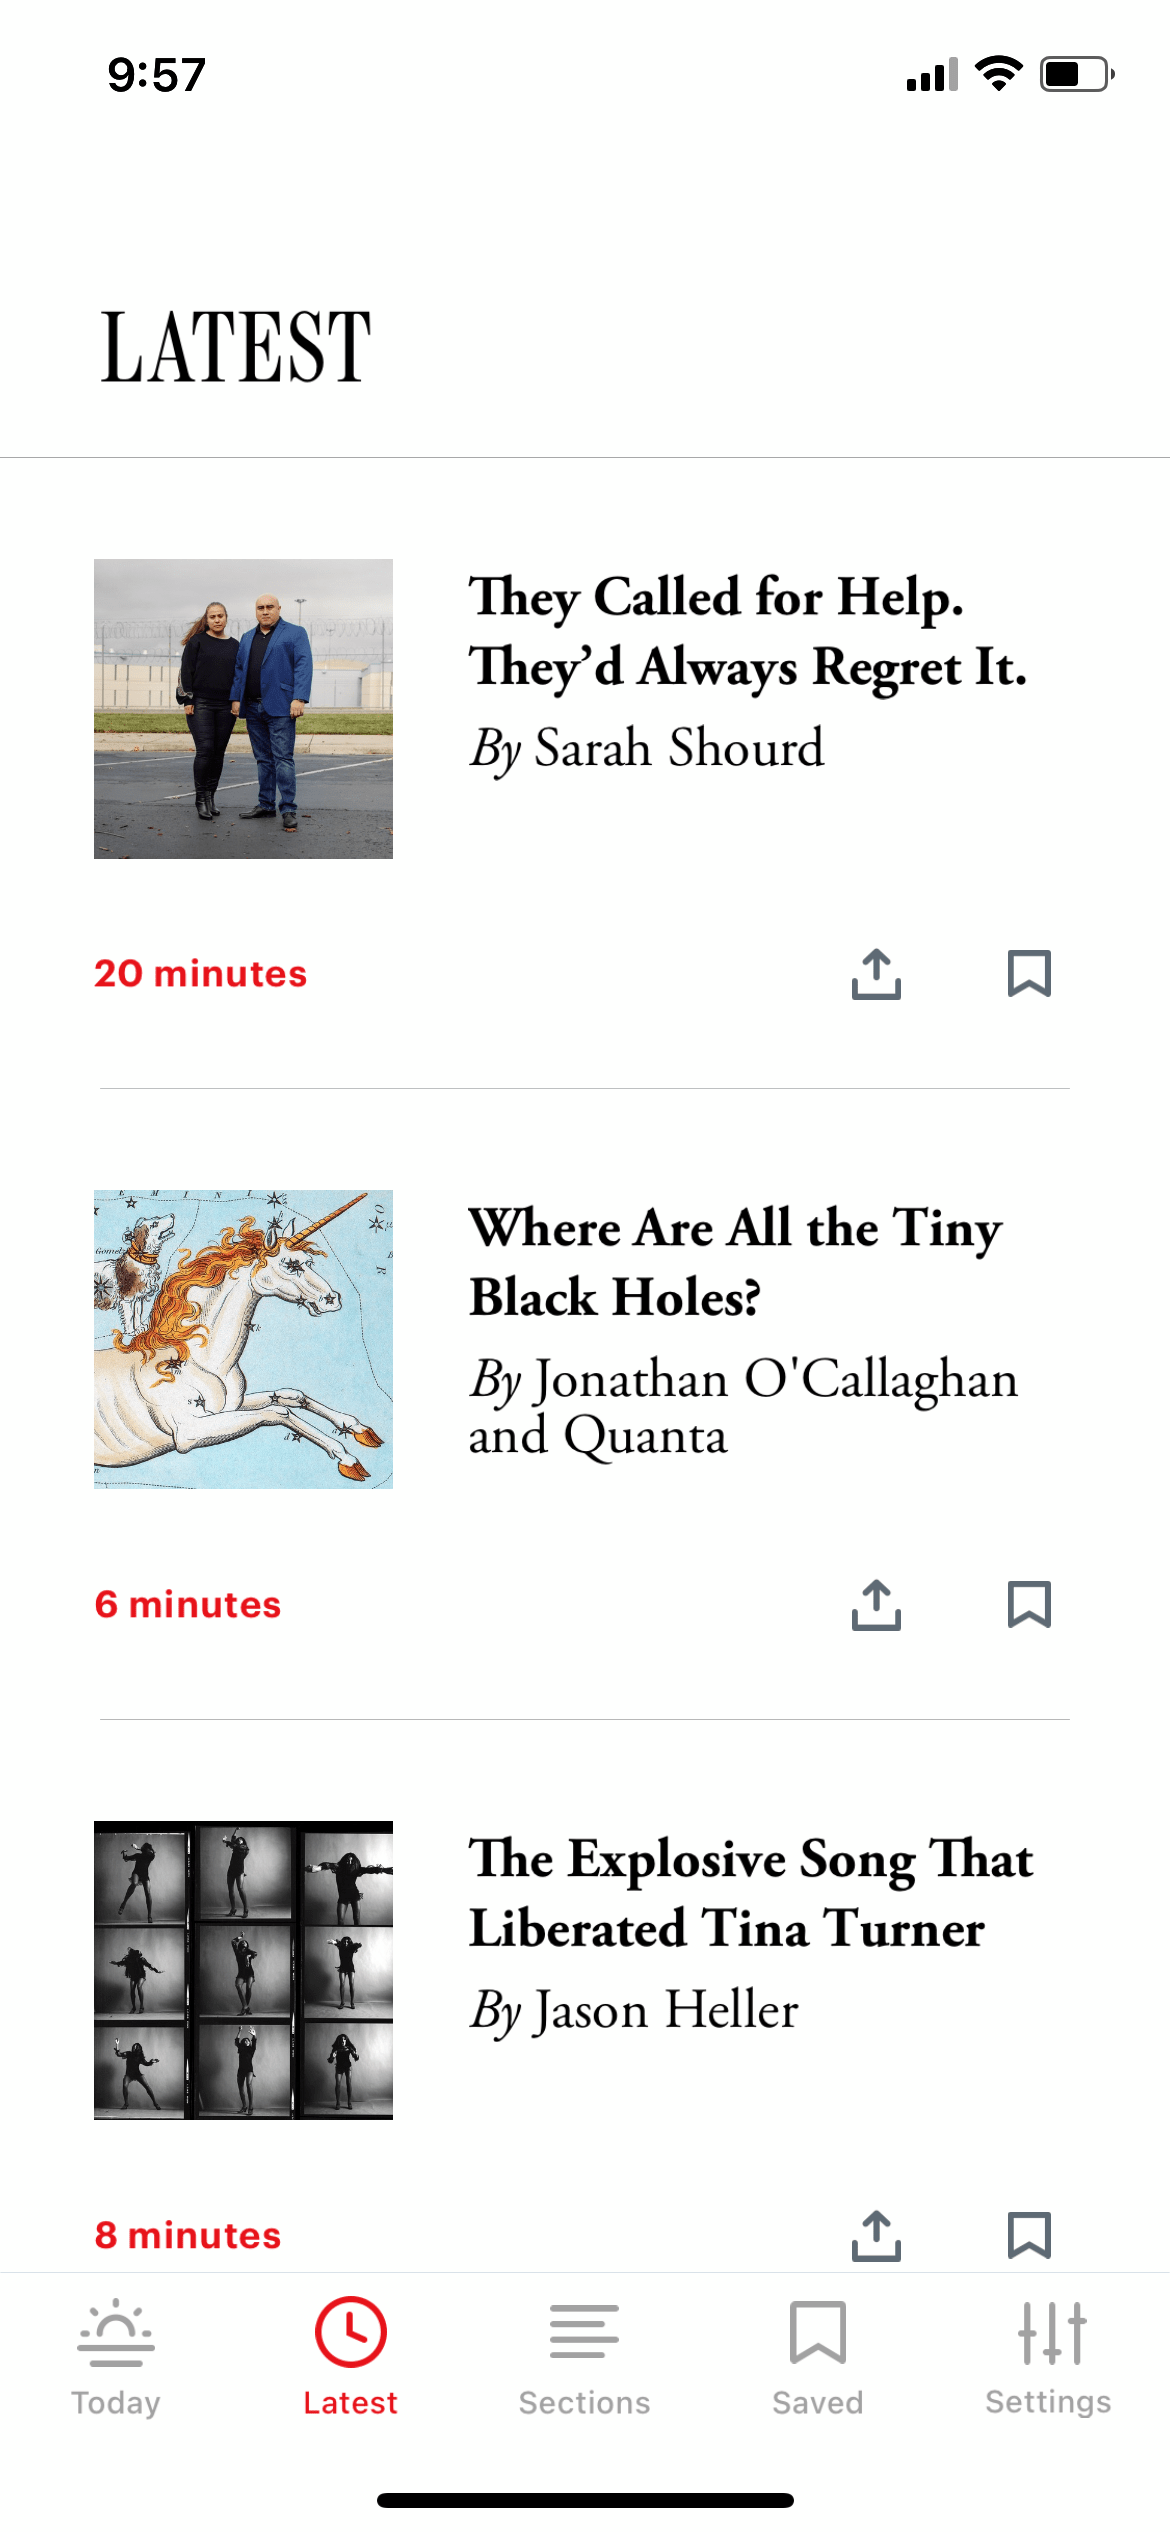 9:57
LATEST
They Called for Help.
They’d Always Regret It.
By Sarah Shourd
20 minutes
E M I N I
Gomel
Where Are All the Tiny
Black Holes?
By Jonathan O'Callaghan
and Quanta
6 minutes
The Explosive Song That
Liberated Tina Turner
By Jason Heller
8 minutes
Today
Latest
Sections
Saved
Settings